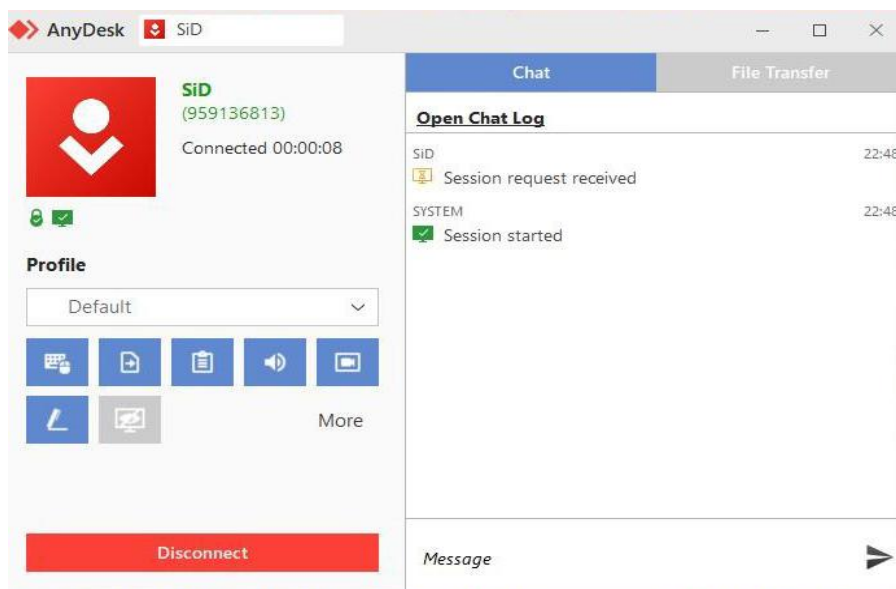 AnyDesk SiD
SiD
(959136813)
Connected 00:00:08
Profile
Default
More
Disconnect
Chat File Transfer
Open Chat Log
SiD 22:48
Session request received
SYSTEM 22:48
Session started
Message